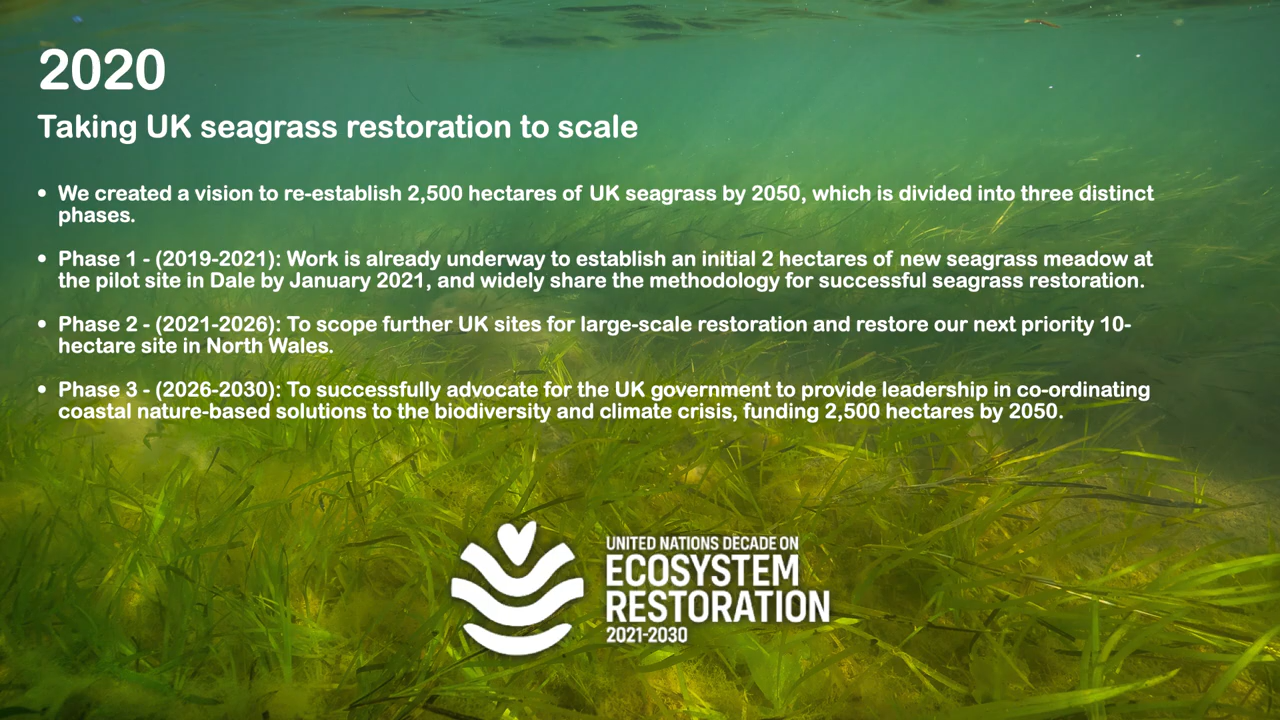 2020
Taking UK seagrass restoration to scale
• We created a vision to re-establish 2,500 hectares of UK seagrass by 2050, which is divided into three distinct
phases.
• Phase 1 - (2019-2021): Work is already underway to establish an initial 2 hectares of new seagrass meadow at
the pilot site in Dale by January 2021, and widely share the methodology for successful seagrass restoration.
• Phase 2 - (2021-2026): To scope further UK sites for large-scale restoration and restore our next priority 10-
hectare site in North Wales.
• Phase 3 - (2026-2030): To successfully advocate for the UK government to provide leadership in co-ordinating
coastal nature-based solutions to the biodiversity and climate crisis, funding 2,500 hectares by 2050.
UNITED NATIONS DECADE ON
ECOSYSTEM
RESTORATION
2021-2030